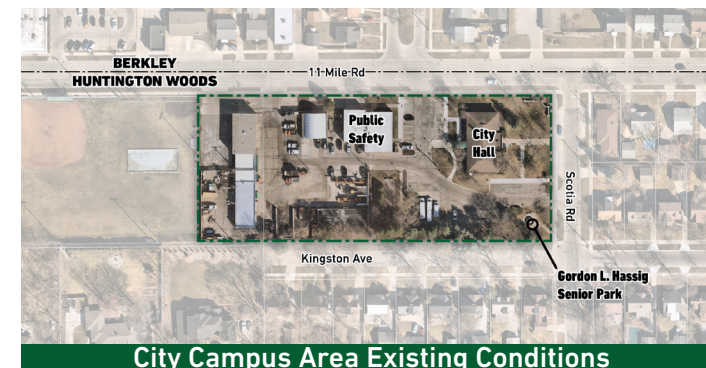 BERKLEY
HUNTINGTON WOODS
11 Mile Rd
Public
Safety
City
Hall
Scotia Rd
Kingston Ave
Gordon L. Hassig
Senior Park
City Campus Area Existing Conditions